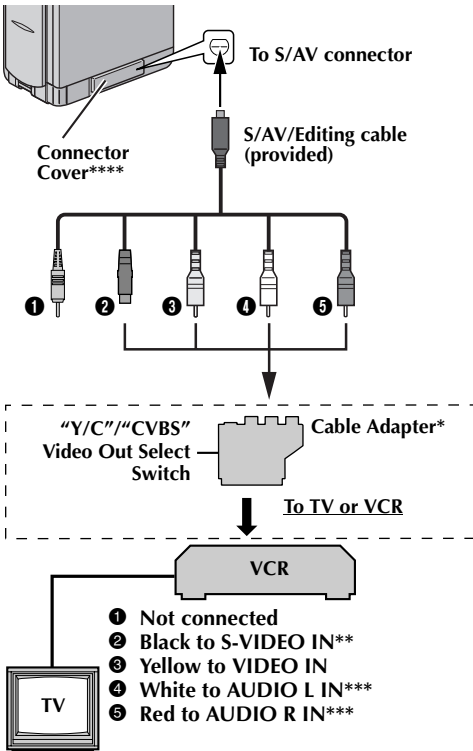 To S/AV connector
S/AV/Editing cable
(provided)
Connector
Cover****
❶ ❷ ❸ ❹ ❺
“Y/C”/“CVBS”
Video Out Select
Switch
Cable Adapter*
To TV or VCR
VCR
TV
❶ Not connected
❷ Black to S-VIDEO IN**
❸ Yellow to VIDEO IN
❹ White to AUDIO L IN***
❺ Red to AUDIO R IN***